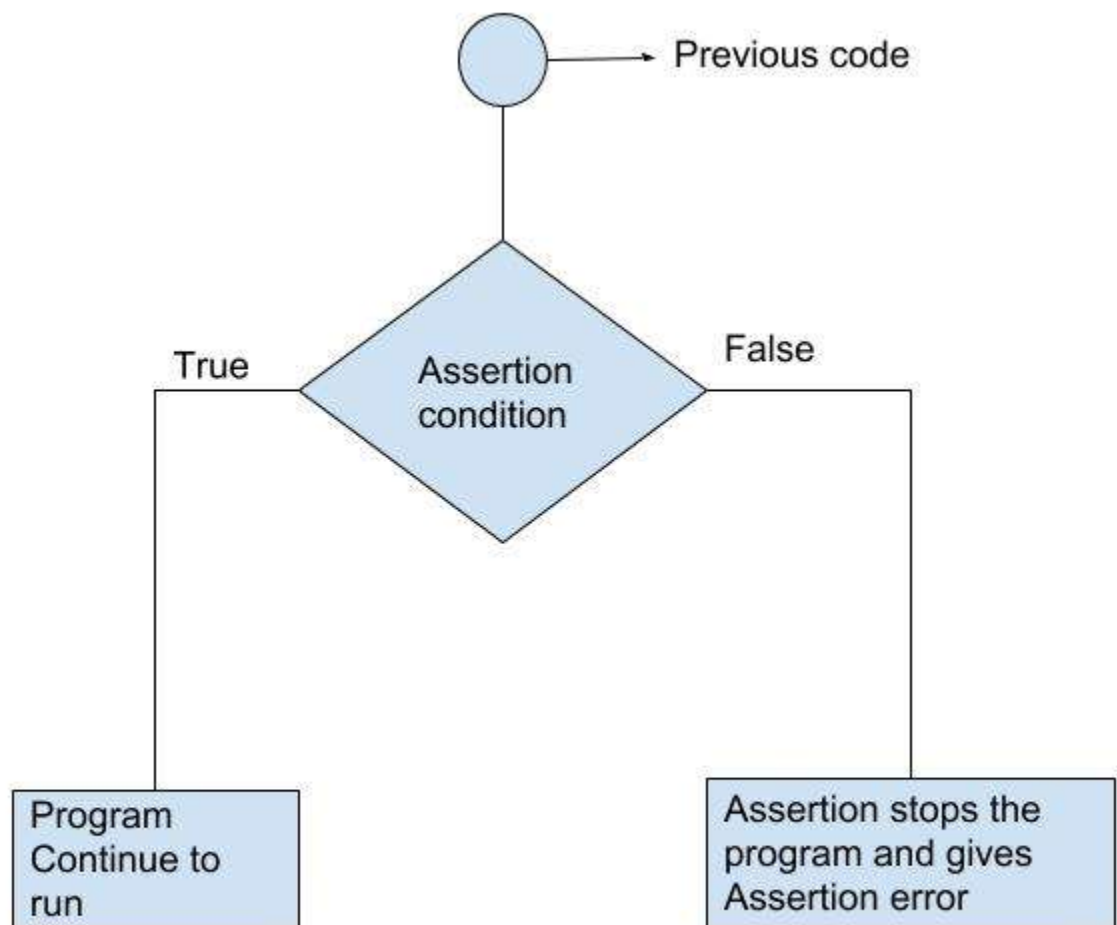 Previous code
True
False
Assertion
condition
Program
Continue to
run
Assertion stops the
program and gives
Assertion error